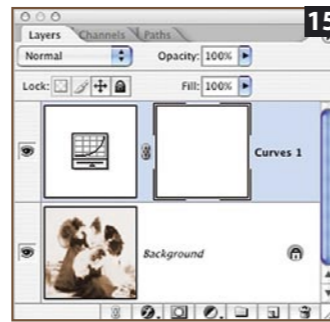 15
Layers Channels Paths
Normal Opacity: 100%
Lock: Fill: 100%
Curves 1
Background